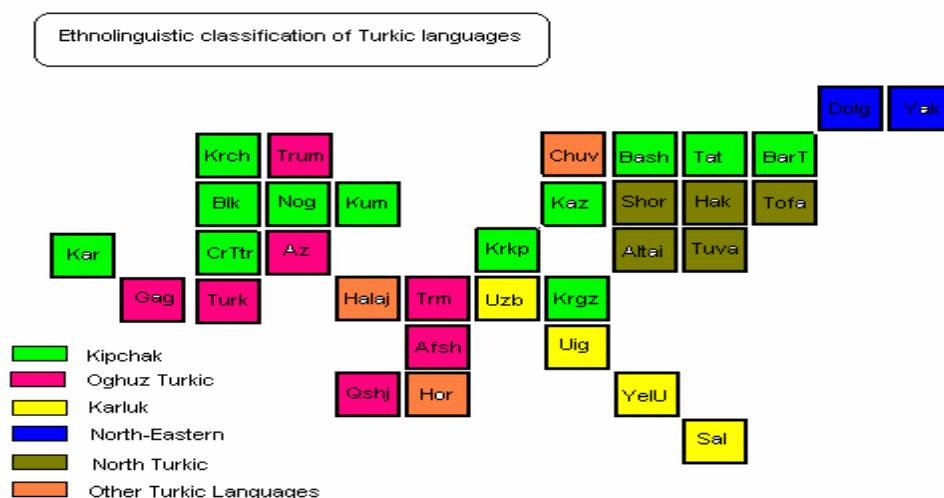 Ethnolinguistic classification of Turkic languages
Dolg Yak
Krch Trum Chuv Bash Tat BarT
Blk Nog Kum Kaz Shor Hak Tofa
Kar CrTtr Az Krkp Altai Tuva
Gag Turk Halaj Trm Uzb Krgz
Afsh Uig
Qshj Hor YelU
Sal
Kipchak
Oghuz Turkic
Karluk
North-Eastern
North Turkic
Other Turkic Languages